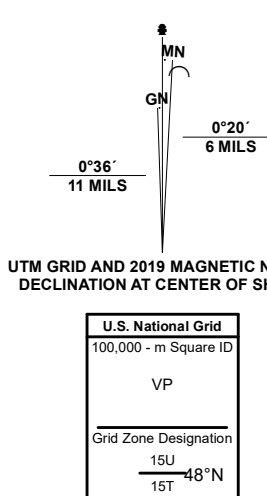 MN
GN
0°20´
6 MILS
0°36´
11 MILS
UTM GRID AND 2019 MAGNETIC N
DECLINATION AT CENTER OF SH
U.S. National Grid
100,000 - m Square ID
VP
Grid Zone Designation
15U
48°N
15T